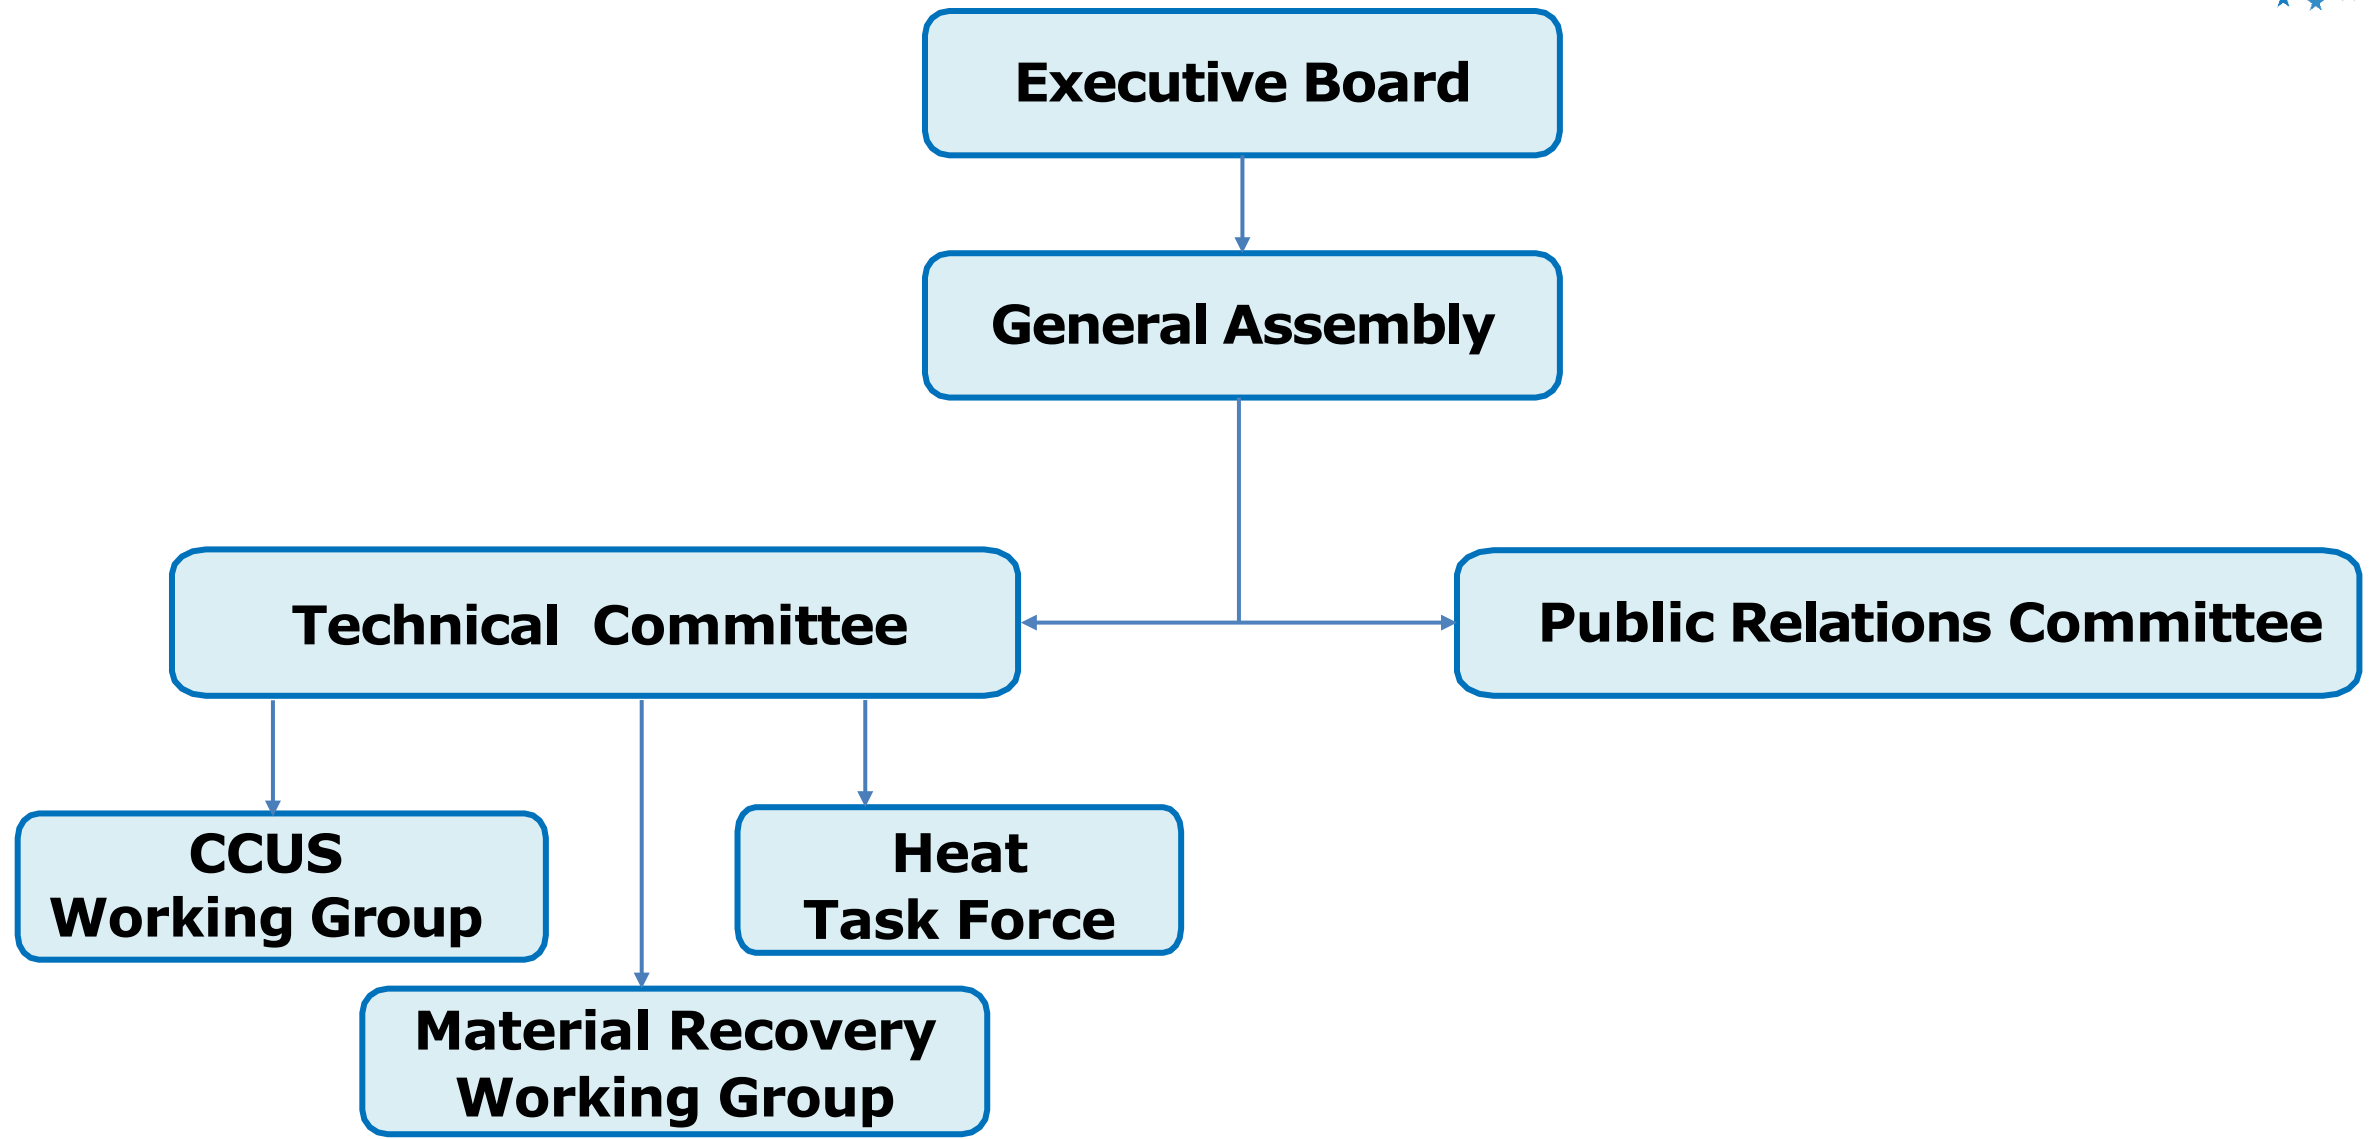 Executive Board
General Assembly
Technical Committee
Public Relations Committee
CCUS
Working Group
Heat
Task Force
Material Recovery
Working Group